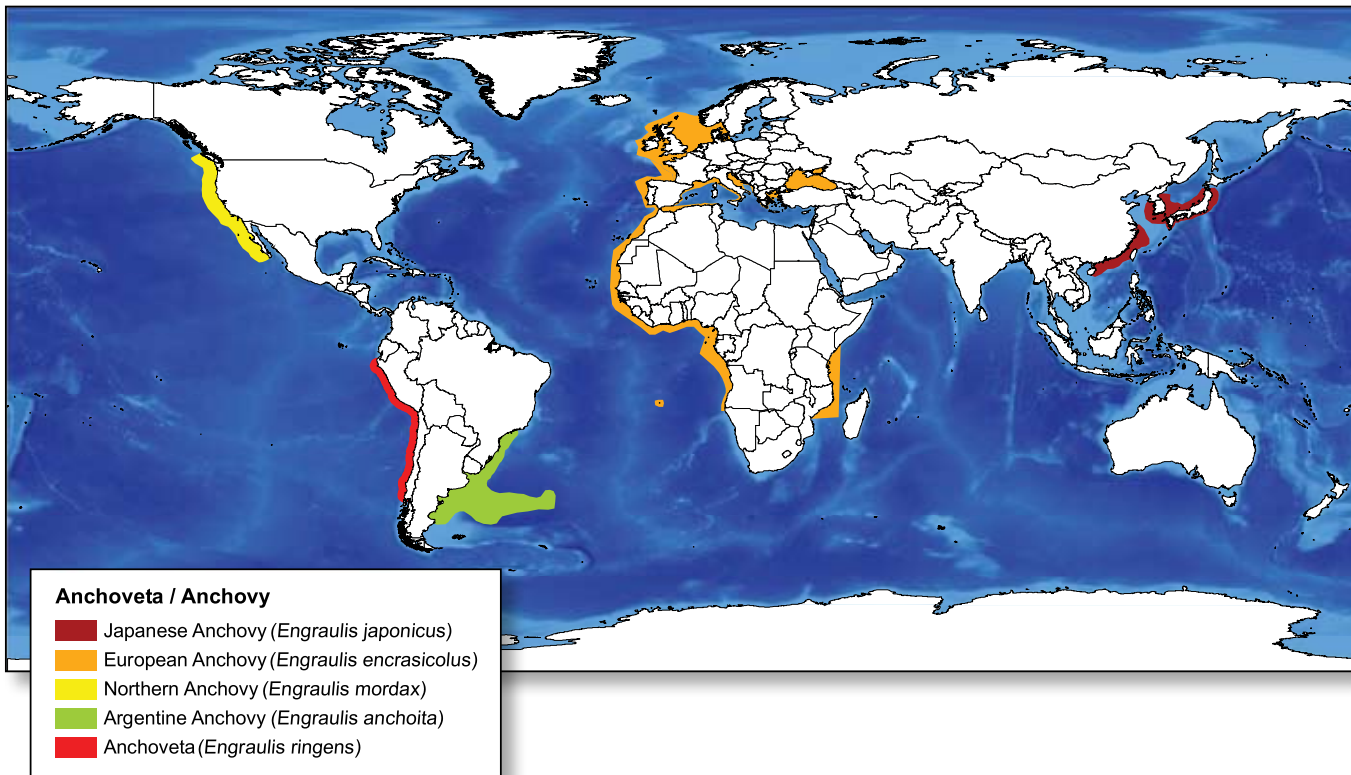 Anchoveta / Anchovy
Japanese Anchovy (Engraulis japonicus)
European Anchovy (Engraulis encrasicolus)
Northern Anchovy (Engraulis mordax)
Argentine Anchovy (Engraulis anchoita)
Anchoveta (Engraulis ringens)